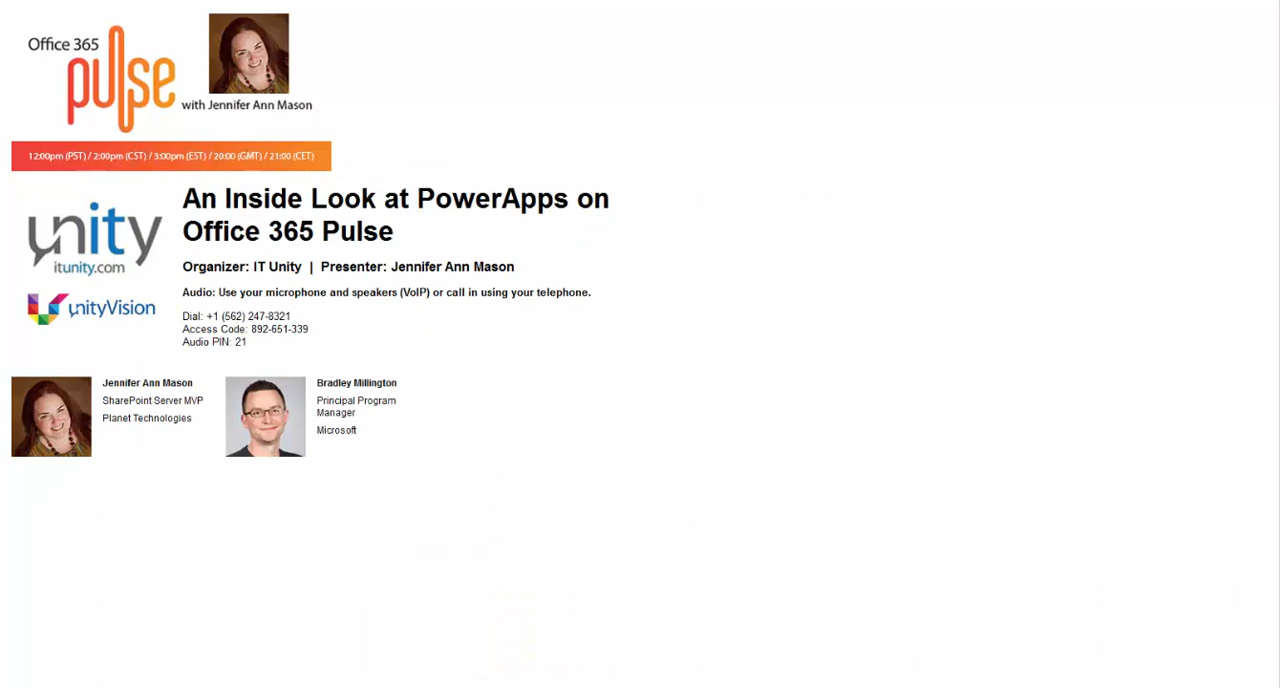 Office 365
pulse
with Jennifer Ann Mason
12:00pm (PST) / 2:00pm (CST) / 3:00pm (EST) / 20:00 (GMT) / 21:00 (CET)
unity
itunity.com
unityVision
An Inside Look at PowerApps on
Office 365 Pulse
Organizer: IT Unity | Presenter: Jennifer Ann Mason
Audio: Use your microphone and speakers (VoIP) or call in using your telephone.
Dial: +1 (562) 247-8321
Access Code: 892-651-339
Audio PIN: 21
Jennifer Ann Mason
SharePoint Server MVP
Planet Technologies
Bradley Millington
Principal Program
Manager
Microsoft